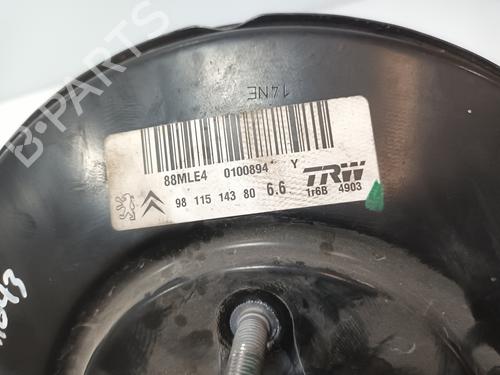 B-PARTS
14NE
88MLE4 0100894 Y
98 115 143 80 6.6
TRW
1r6B 4903